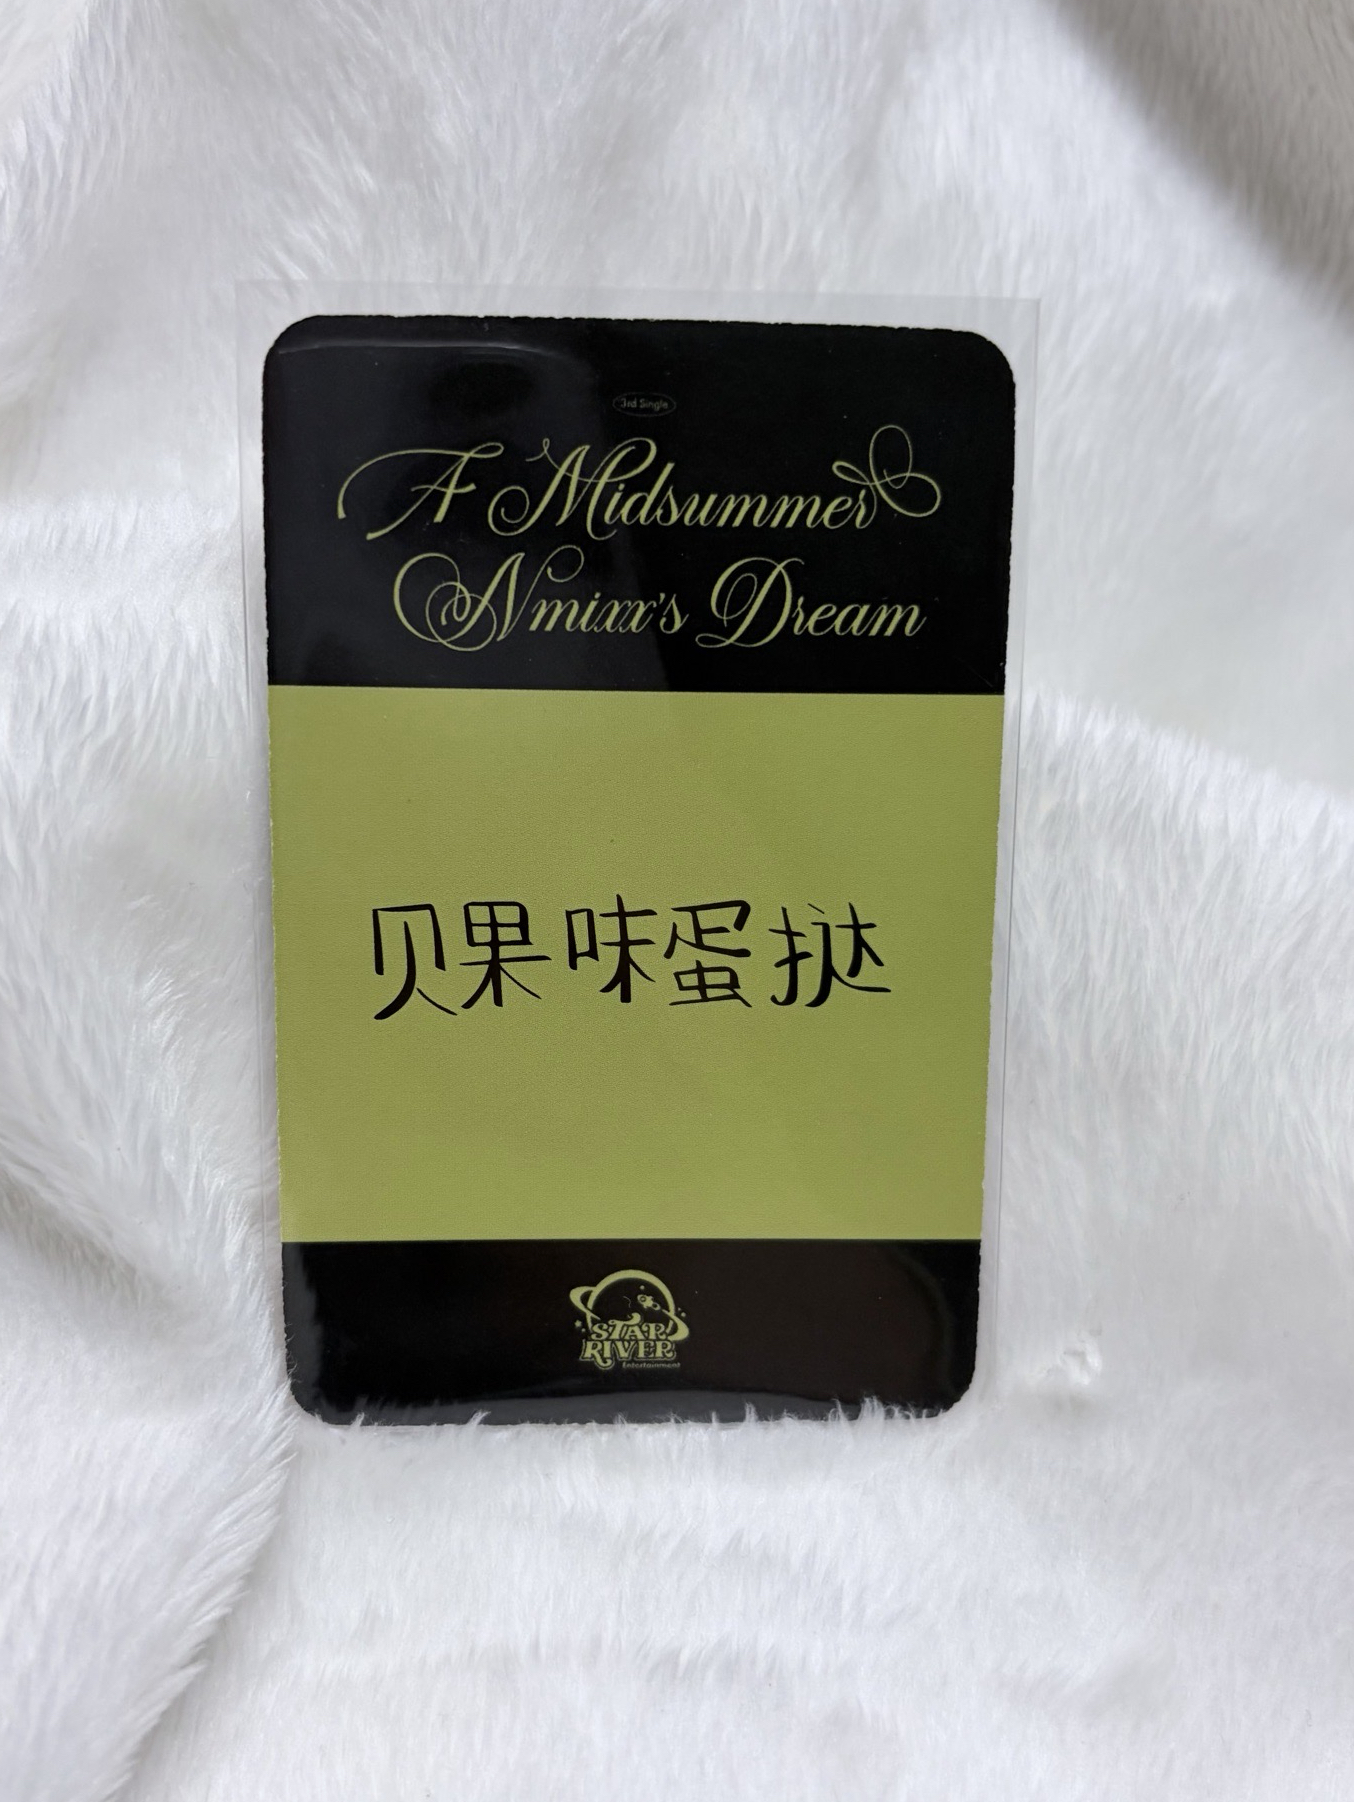 3rd Single
A Midsummer
Nmixx's Dream
贝果味蛋挞
STAR
RIVER
Entertainment